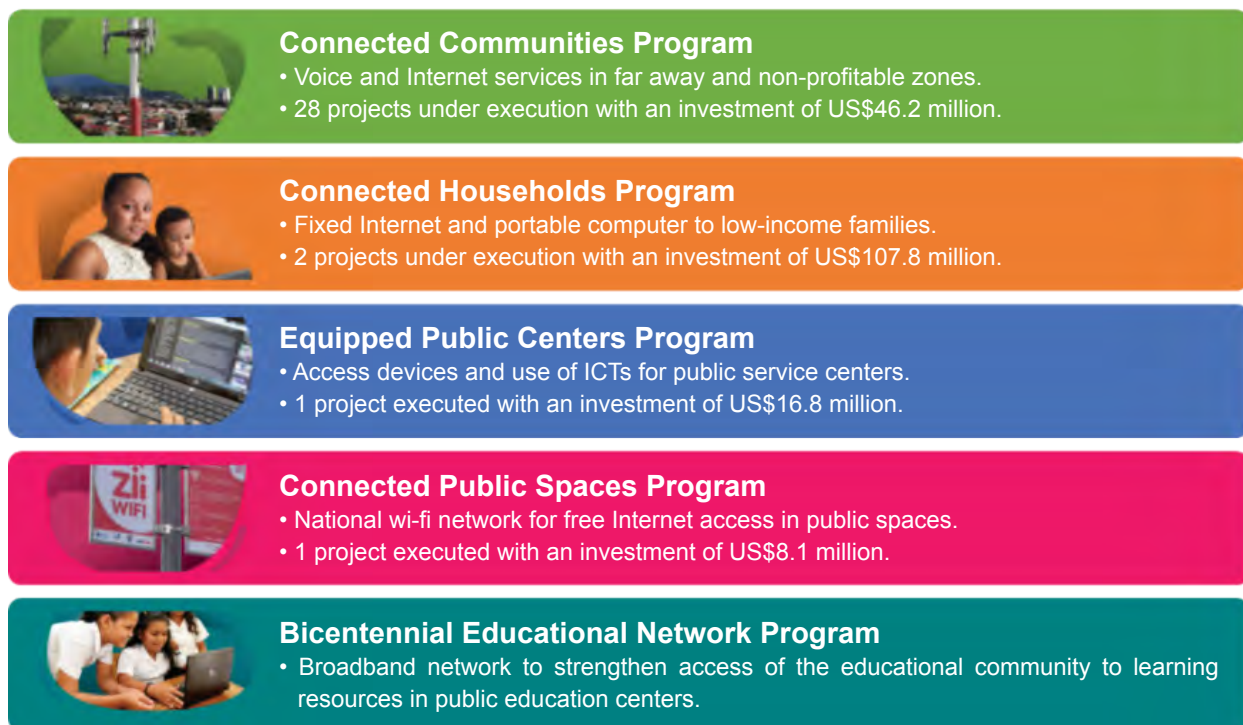 Connected Communities Program
• Voice and Internet services in far away and non-profitable zones.
• 28 projects under execution with an investment of US$46.2 million.
Connected Households Program
• Fixed Internet and portable computer to low-income families.
• 2 projects under execution with an investment of US$107.8 million.
Equipped Public Centers Program
• Access devices and use of ICTs for public service centers.
• 1 project executed with an investment of US$16.8 million.
Zii
WIFI
Connected Public Spaces Program
• National wi-fi network for free Internet access in public spaces.
• 1 project executed with an investment of US$8.1 million.
Bicentennial Educational Network Program
• Broadband network to strengthen access of the educational community to learning
resources in public education centers.